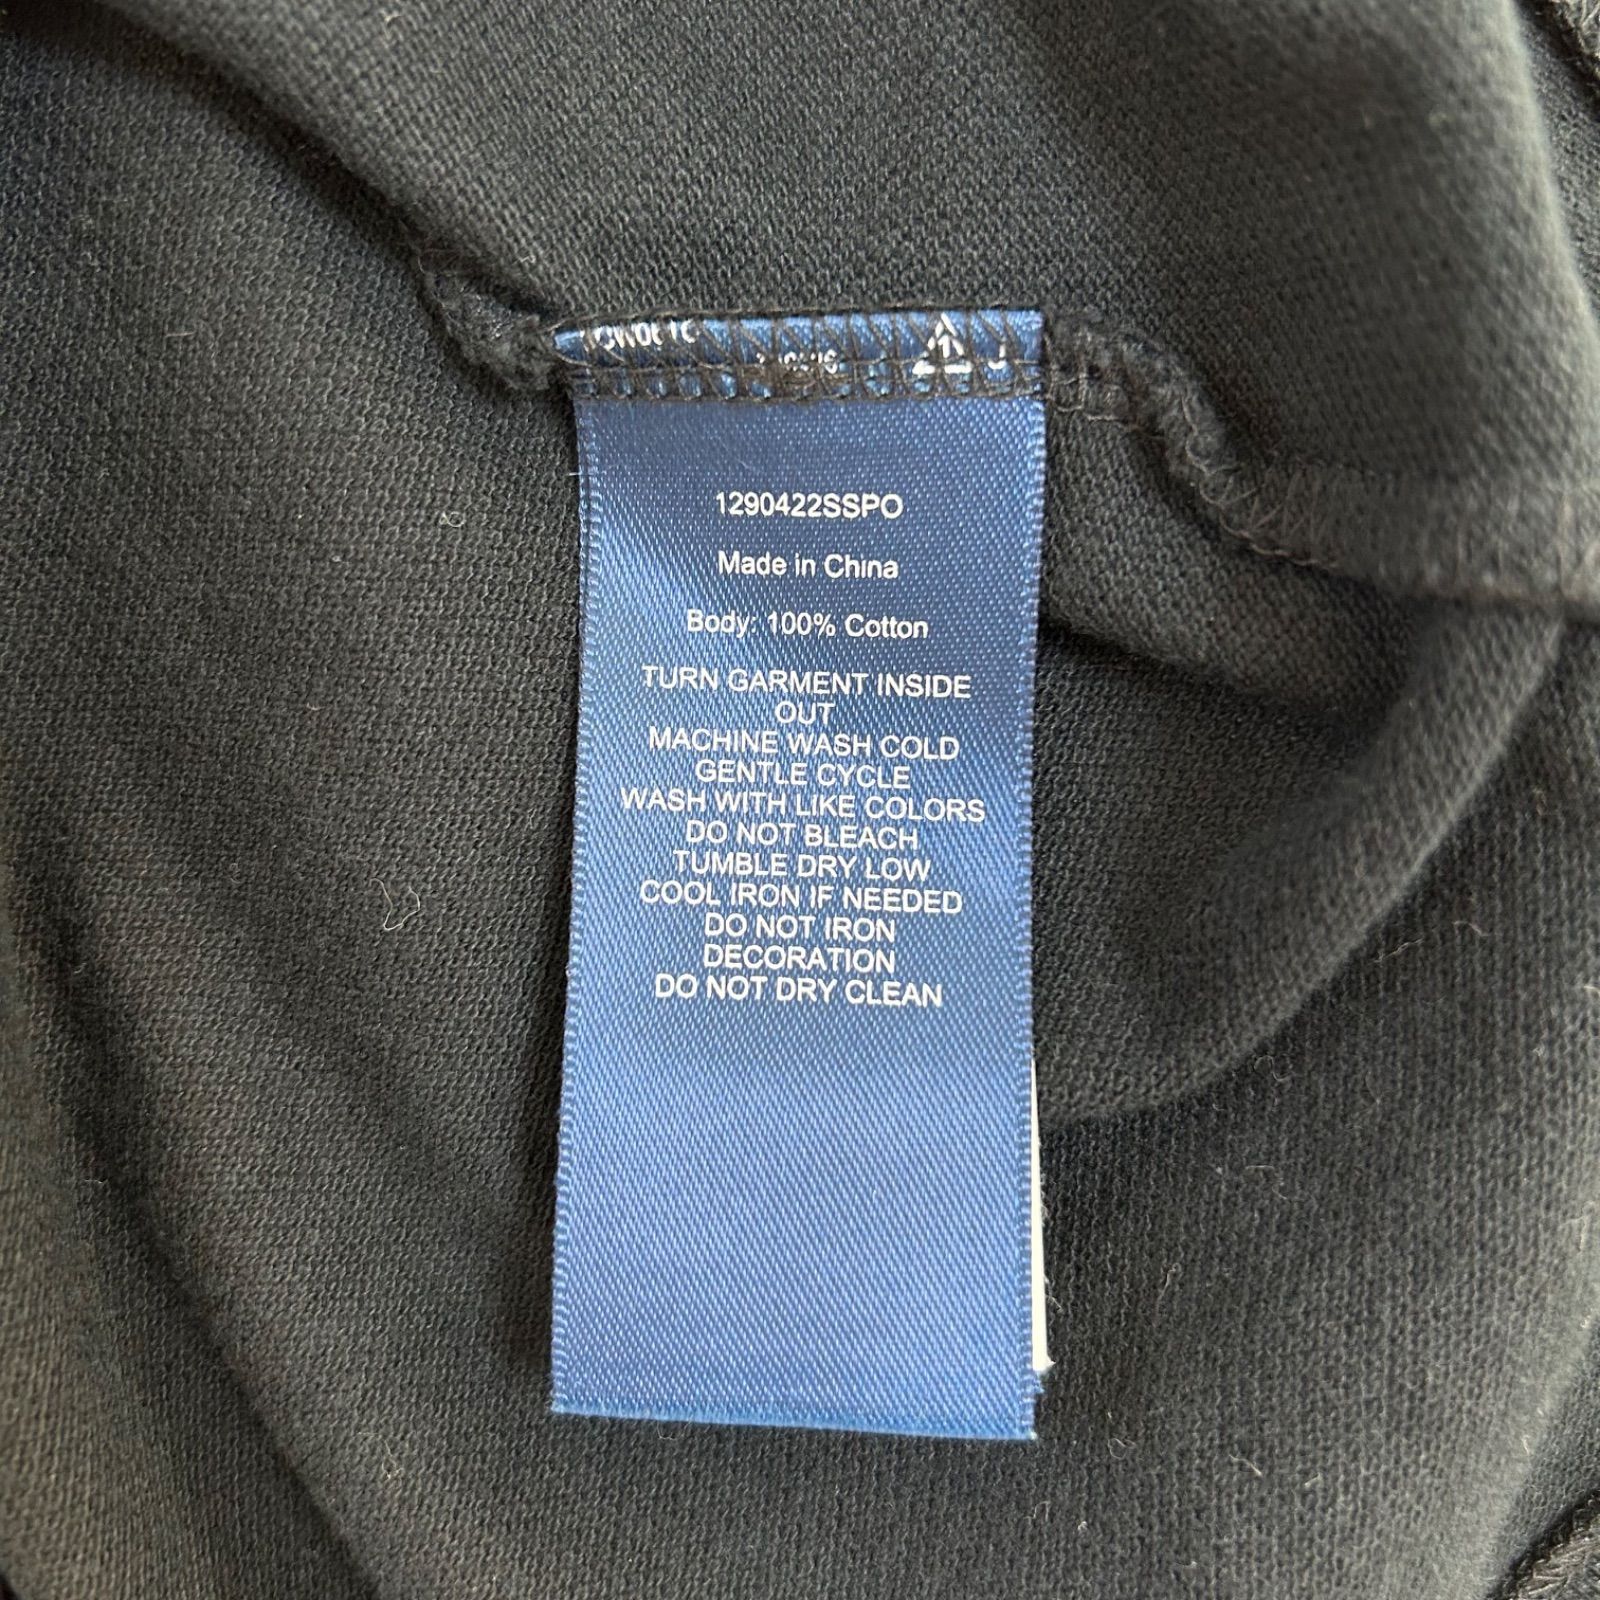 1290422SSPO
Made in China
Body: 100% Cotton
TURN GARMENT INSIDE
OUT
MACHINE WASH COLD
GENTLE CYCLE
WASH WITH LIKE COLORS
DO NOT BLEACH
TUMBLE DRY LOW
COOL IRON IF NEEDED
DO NOT IRON
DECORATION
DO NOT DRY CLEAN